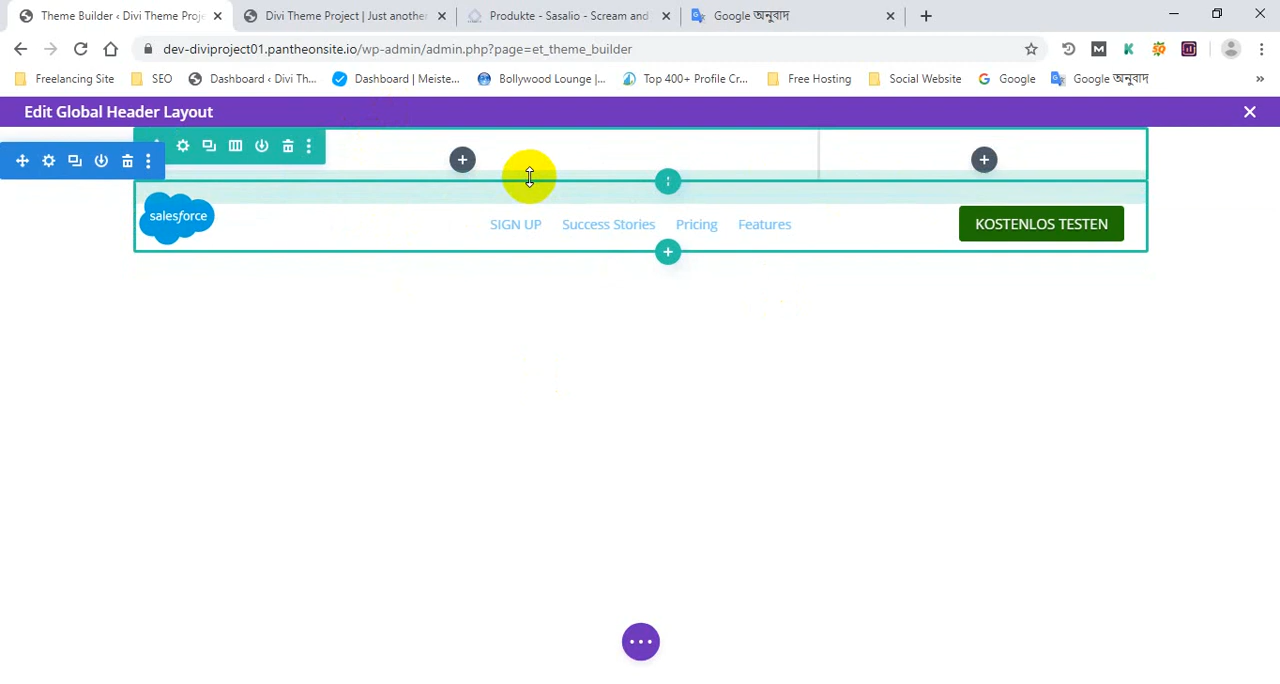 Theme Builder ‹ Divi Theme Proje
Divi Theme Project | Just another
Produkte - Sasalio - Scream and
Google অনুবাদ
dev-diviproject01.pantheonsite.io/wp-admin/admin.php?page=et_theme_builder
Freelancing Site
SEO
Dashboard ‹ Divi Th...
Dashboard | Meiste...
Bollywood Lounge |...
Top 400+ Profile Cr...
Free Hosting
Social Website
Google
Google অনুবাদ
»
Edit Global Header Layout
salesforce
SIGN UP
Success Stories
Pricing
Features
KOSTENLOS TESTEN